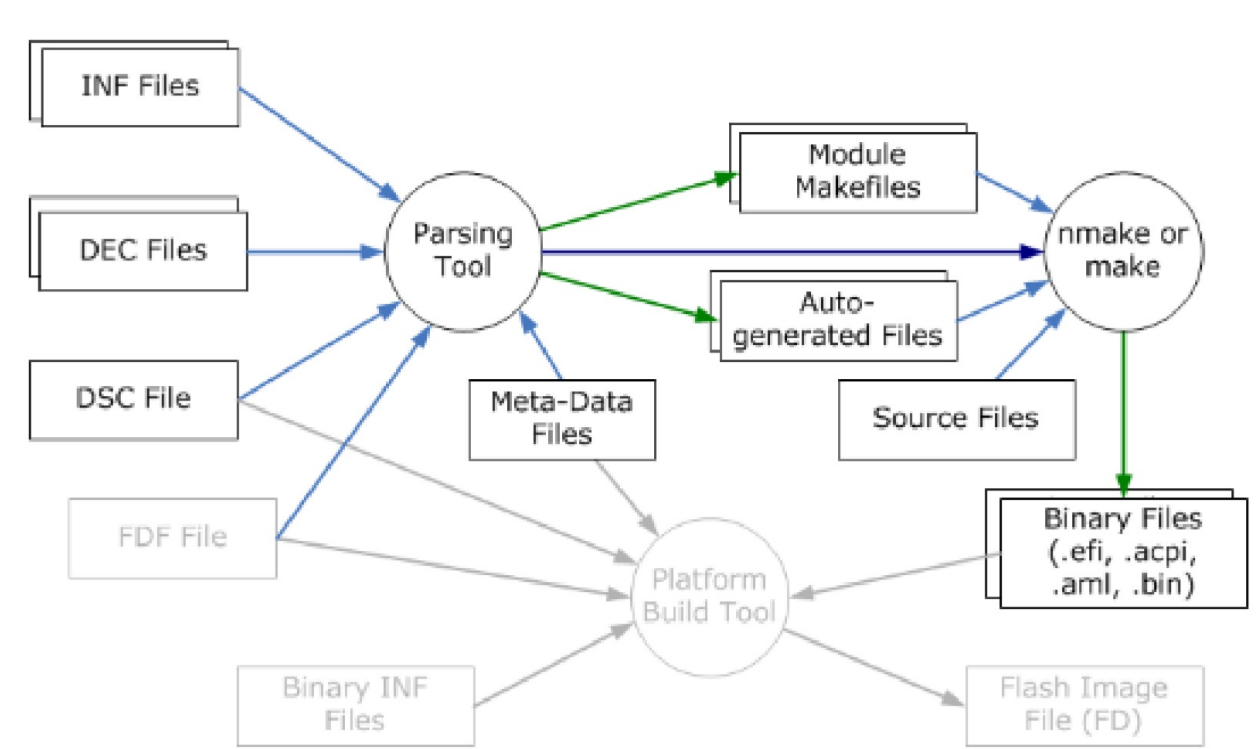 INF Files
DEC Files
DSC File
FDF File
Binary INF
Files
Parsing
Tool
Meta-Data
Files
Module
Makefiles
Auto-
generated Files
Source Files
nmake or
make
Platform
Build Tool
Binary Files
(.efi, .acpi,
.aml, .bin)
Flash Image
File (FD)